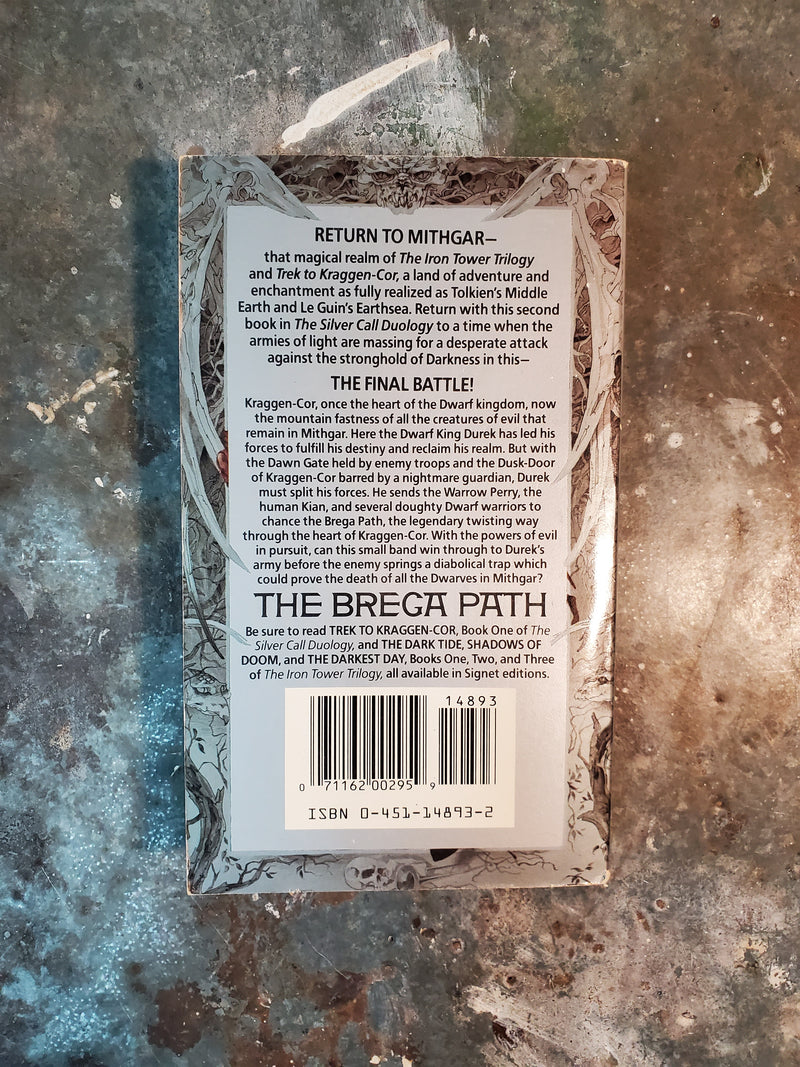 RETURN TO MITHGAR—
that magical realm of The Iron Tower Trilogy
and Trek to Kraggen-Cor, a land of adventure and
enchantment as fully realized as Tolkien's Middle
Earth and Le Guin's Earthsea. Return with this second
book in The Silver Call Duology to a time when the
armies of light are massing for a desperate attack
against the stronghold of Darkness in this—
THE FINAL BATTLE!
Kraggen-Cor, once the heart of the Dwarf kingdom, now
the mountain fastness of all the creatures of evil that
remain in Mithgar. Here the Dwarf King Durek has led his
forces to fulfill his destiny and reclaim his realm. But with
the Dawn Gate held by enemy troops and the Dusk-Door
of Kraggen-Cor barred by a nightmare guardian, Durek
must split his forces. He sends the Warrow Perry, the
human Kian, and several doughty Dwarf warriors to
chance the Brega Path, the legendary twisting way
through the heart of Kraggen-Cor. With the powers of evil
in pursuit, can this small band win through to Durek's
army before the enemy springs a diabolical trap which
could prove the death of all the Dwarves in Mithgar?
THE BREGA PATH
Be sure to read TREK TO KRAGGEN-COR, Book One of The
Silver Call Duology, and THE DARK TIDE, SHADOWS OF
DOOM, and THE DARKEST DAY, Books One, Two, and Three
of The Iron Tower Trilogy, all available in Signet editions.
14893
0 71162 00295 9
ISBN 0-451-14893-2